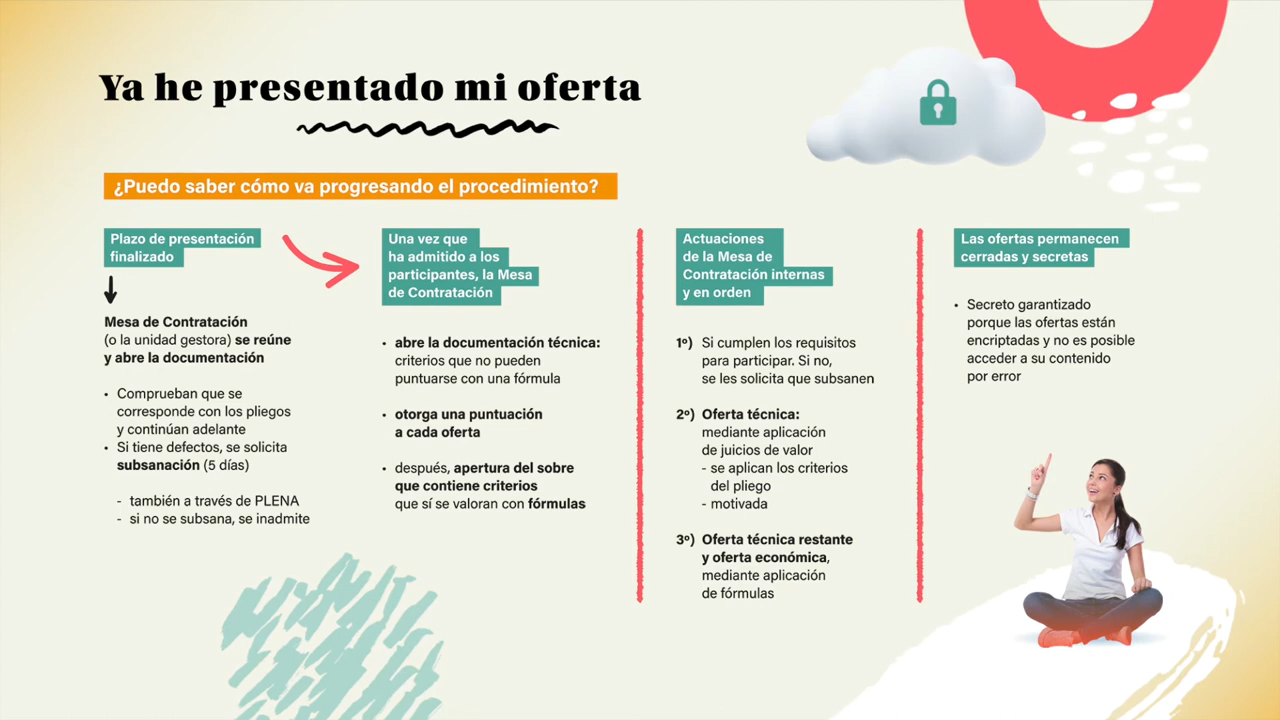 Ya he presentado mi oferta
¿Puedo saber cómo va progresando el procedimiento?
Plazo de presentación
finalizado
Mesa de Contratación
(o la unidad gestora) se reúne
y abre la documentación
• Comprueban que se
corresponde con los pliegos
y continúan adelante
• Si tiene defectos, se solicita
subsanación (5 días)
- también a través de PLENA
- si no se subsana, se inadmite
Una vez que
ha admitido a los
participantes, la Mesa
de Contratación
• abre la documentación técnica:
criterios que no pueden
puntuarse con una fórmula
• otorga una puntuación
a cada oferta
• después, apertura del sobre
que contiene criterios
que sí se valoran con fórmulas
Actuaciones
de la Mesa de
Contratación internas
y en orden
1º) Si cumplen los requisitos
para participar. Si no,
se les solicita que subsanen
2º) Oferta técnica:
mediante aplicación
de juicios de valor
- se aplican los criterios
del pliego
- motivada
3º) Oferta técnica restante
y oferta económica,
mediante aplicación
de fórmulas
Las ofertas permanecen
cerradas y secretas
• Secreto garantizado
porque las ofertas están
encriptadas y no es posible
acceder a su contenido
por error